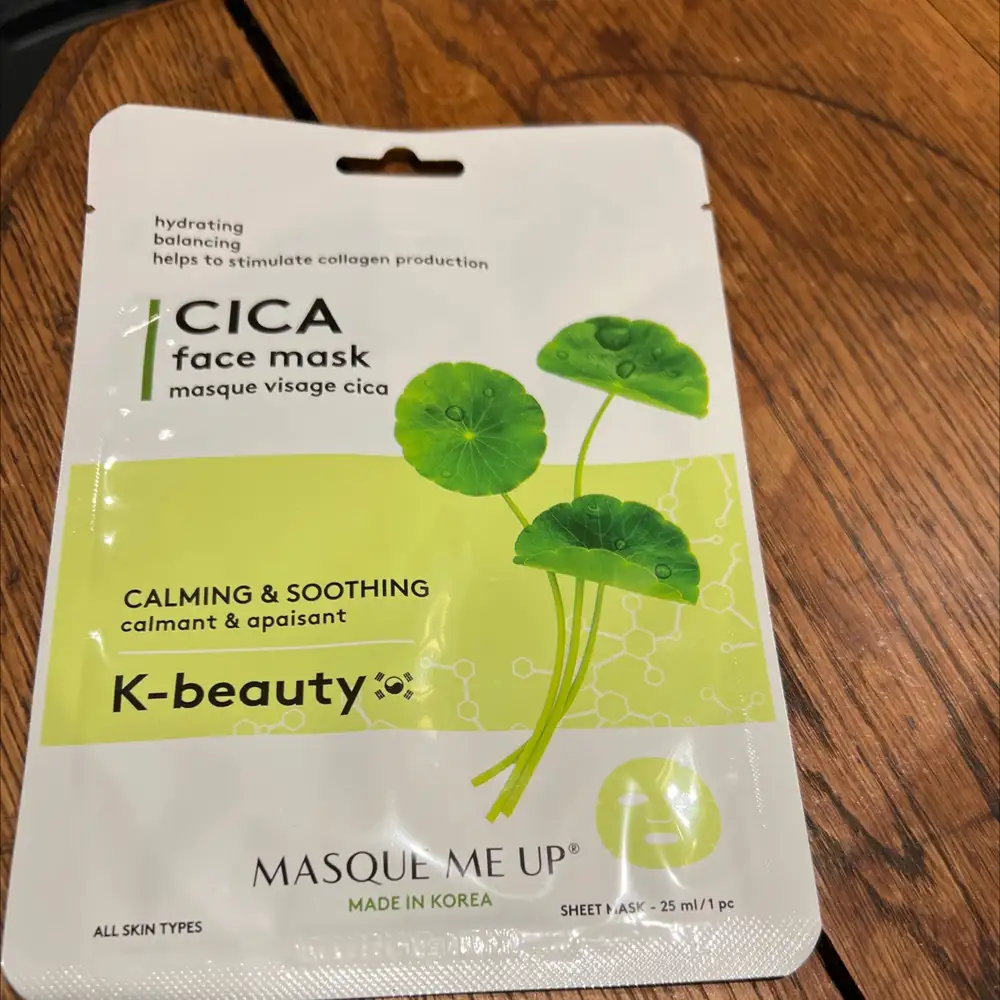 hydrating
balancing
helps to stimulate collagen production
CICA
face mask
masque visage cica
CALMING & SOOTHING
calmant & apaisant
K-beauty
MASQUE ME UP®
MADE IN KOREA
ALL SKIN TYPES
SHEET MASK - 25 ml/1 pc